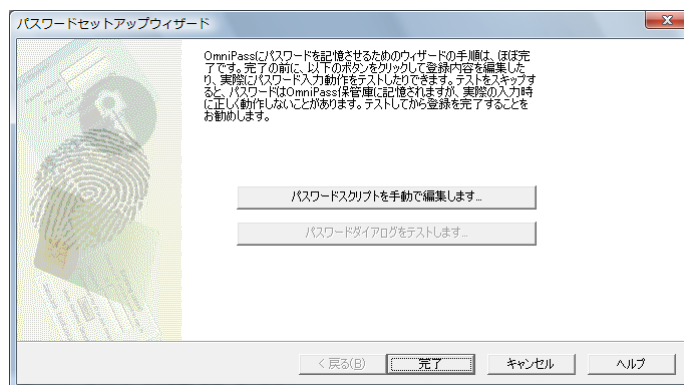 パスワードセットアップウィザード
OmniPassにパスワードを記憶させるためのウィザードの手順は、ほぼ完
了です。完了の前に、以下のボタンをクリックして登録内容を編集した
り、実際にパスワード入力動作をテストしたりできます。テストをスキップす
ると、パスワードはOmniPass保管庫に記憶されますが、実際の入力時
に正しく動作しないことがあります。テストしてから登録を完了することを
お勧めします。
パスワードスクリプトを手動で編集します...
パスワードダイアログをテストします...
< 戻る(B)
完了
キャンセル
ヘルプ